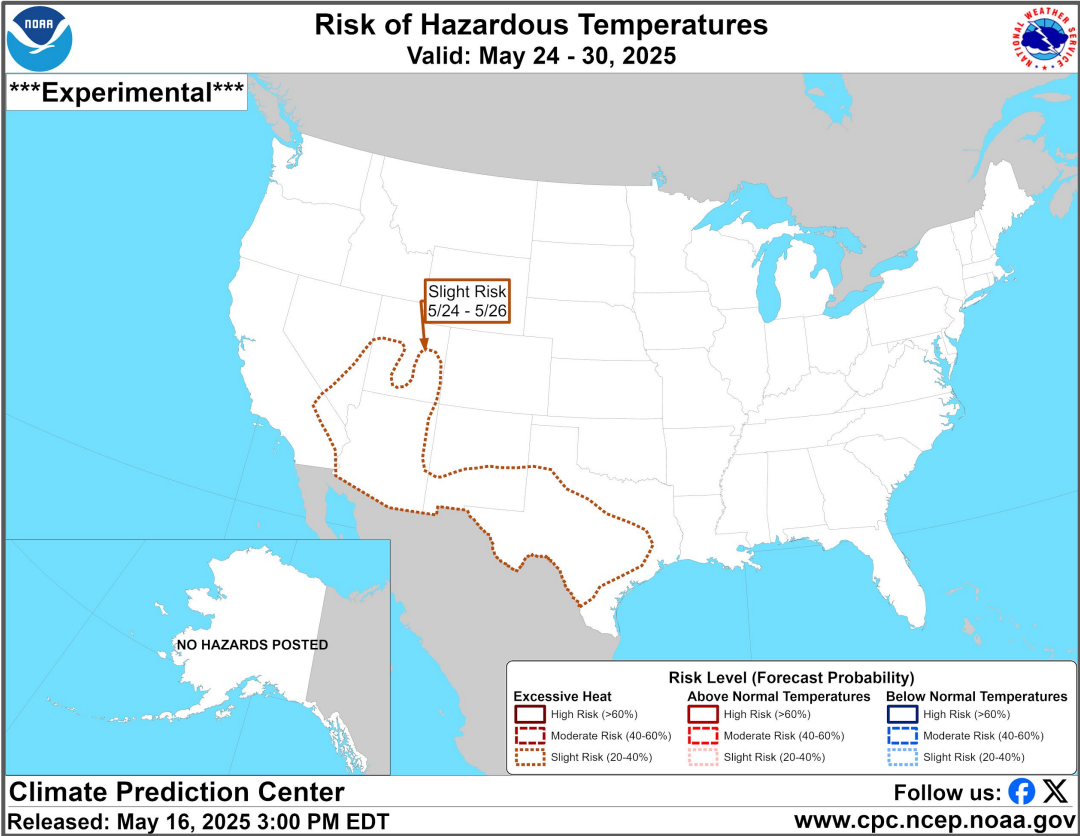 NOAA
Risk of Hazardous Temperatures
Valid: May 24 - 30, 2025
NATIONAL WEATHER SERVICE
***Experimental***
Slight Risk
5/24 - 5/26
NO HAZARDS POSTED
Risk Level (Forecast Probability)
Excessive Heat
High Risk (>60%)
Moderate Risk (40-60%)
Slight Risk (20-40%)
Above Normal Temperatures
High Risk (>60%)
Moderate Risk (40-60%)
Slight Risk (20-40%)
Below Normal Temperatures
High Risk (>60%)
Moderate Risk (40-60%)
Slight Risk (20-40%)
Climate Prediction Center
Follow us:
Released: May 16, 2025 3:00 PM EDT
www.cpc.ncep.noaa.gov